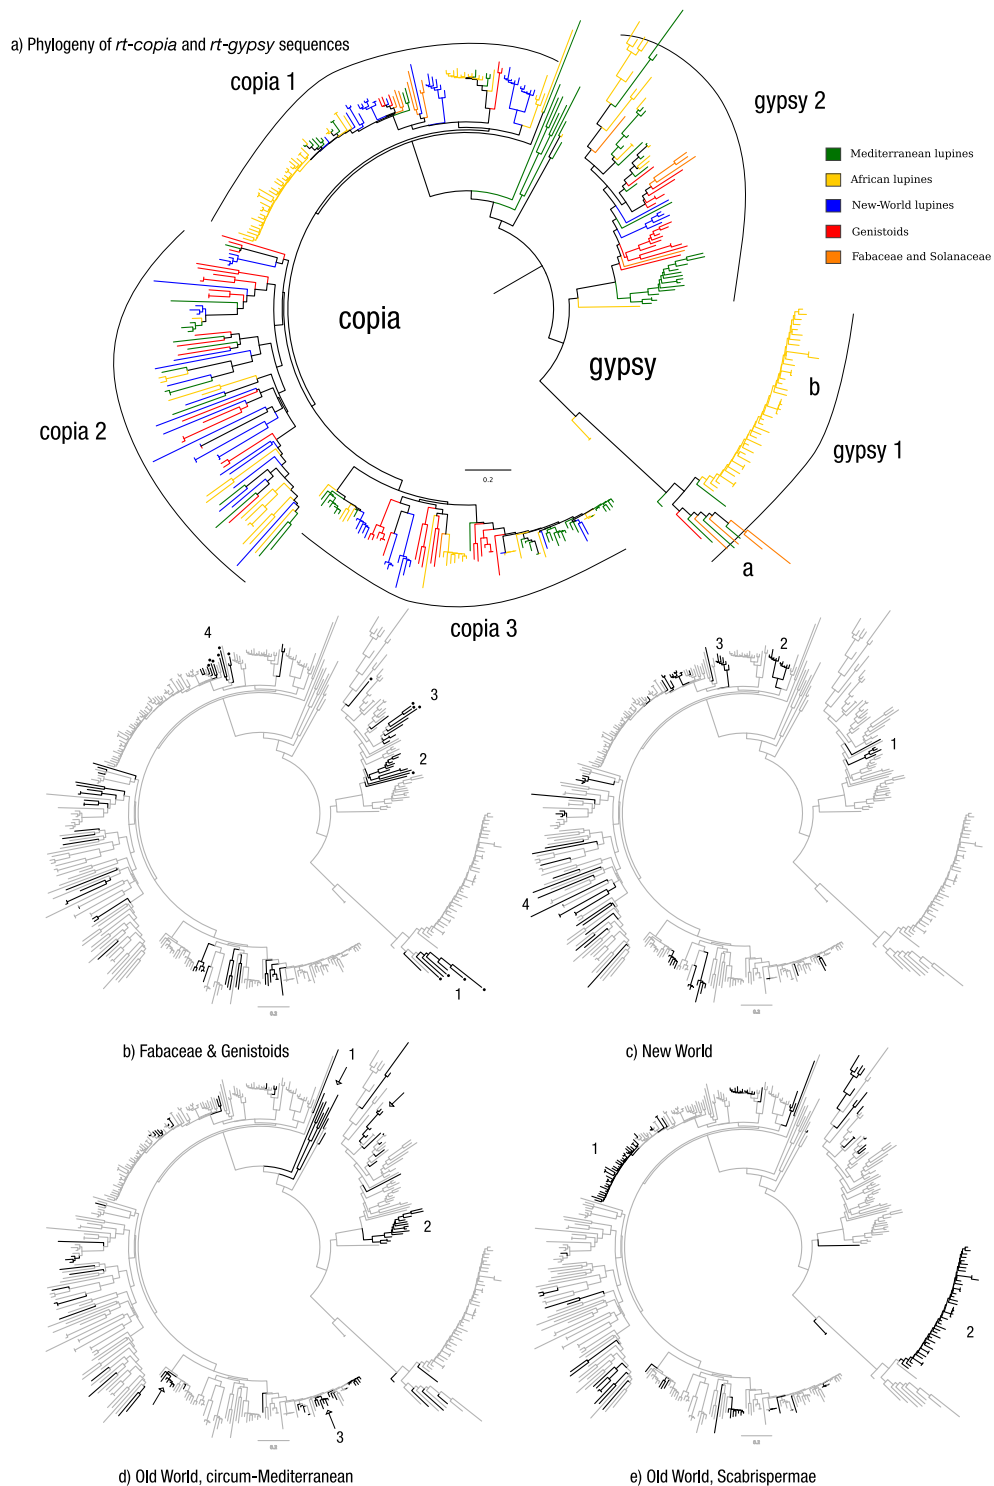 a) Phylogeny of rt-copia and rt-gypsy sequences
copia 1
gypsy 2
Mediterranean lupines
African lupines
New-World lupines
Genistoids
Fabaceae and Solanaceae
copia
gypsy
b
copia 2
gypsy 1
0.2
a
copia 3
4
3
2
1
b) Fabaceae & Genistoids
3
2
1
4
c) New World
1
2
3
d) Old World, circum-Mediterranean
1
2
e) Old World, Scabrispermae